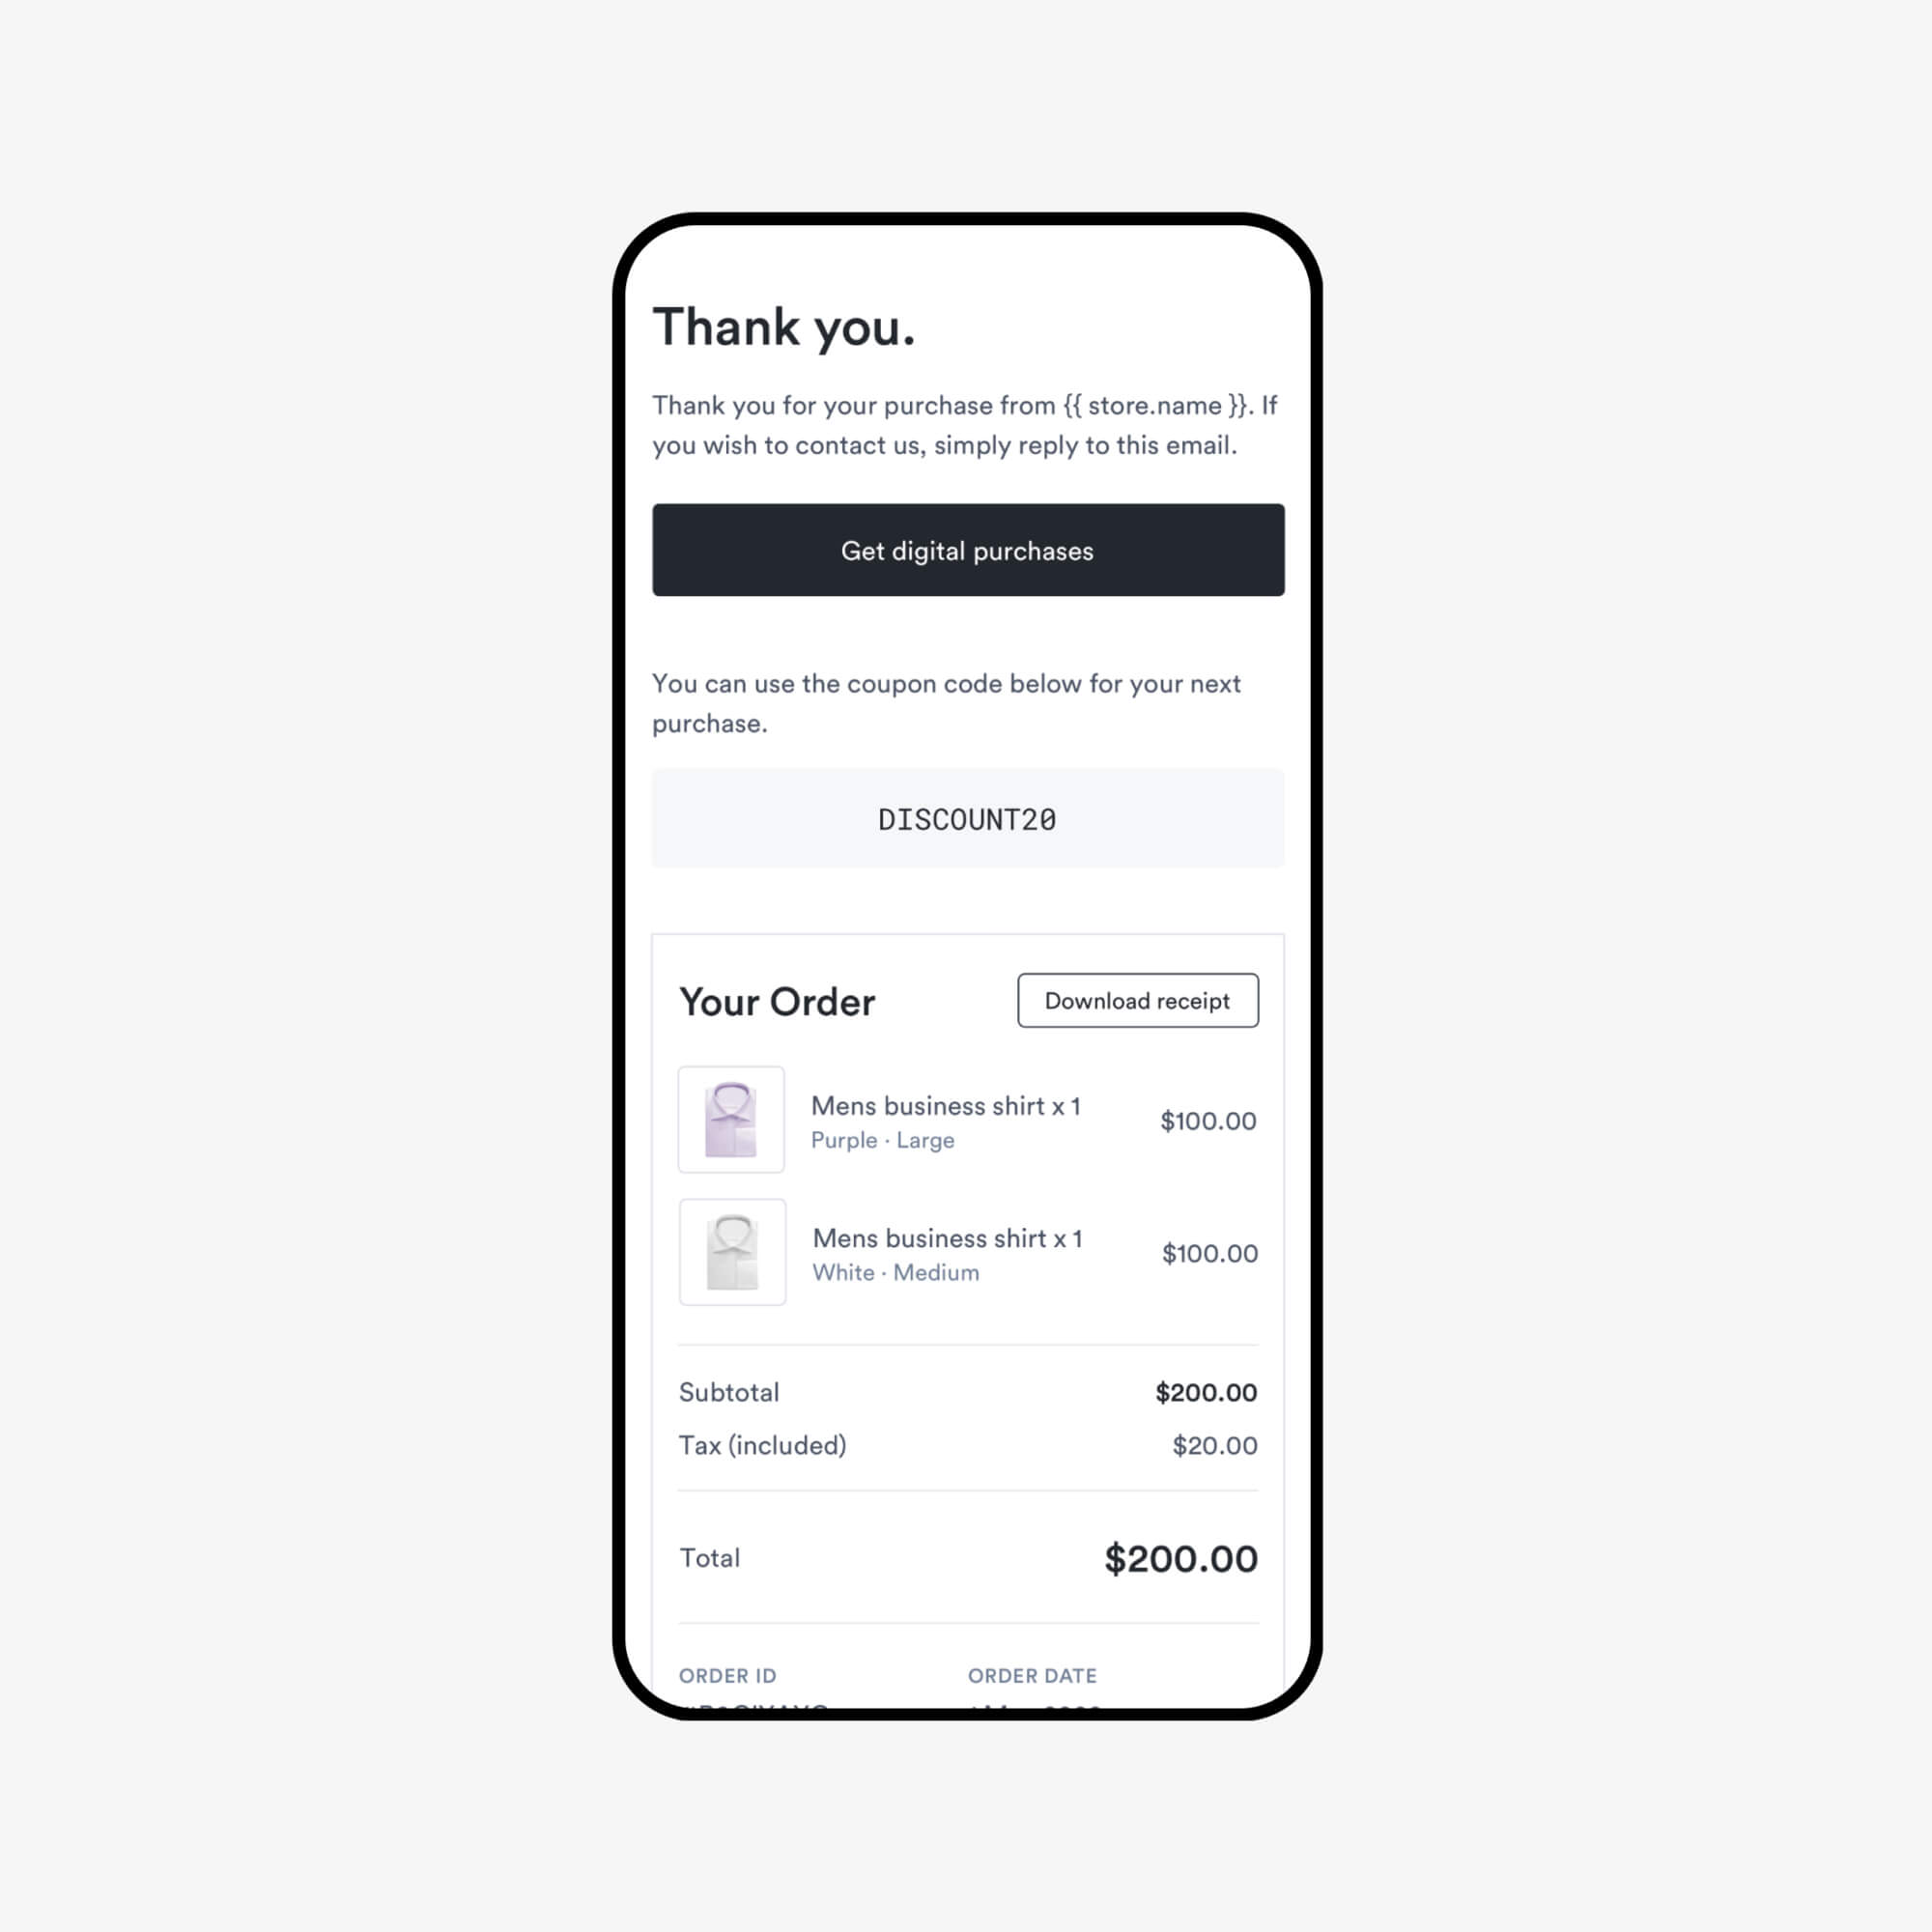 Thank you.
Thank you for your purchase from {{ store.name }}. If
you wish to contact us, simply reply to this email.
Get digital purchases
You can use the coupon code below for your next
purchase.
DISCOUNT20
Your Order
Download receipt
Mens business shirt x 1
$100.00
Purple · Large
Mens business shirt x 1
$100.00
White · Medium
Subtotal $200.00
Tax (included) $20.00
Total $200.00
ORDER ID ORDER DATE